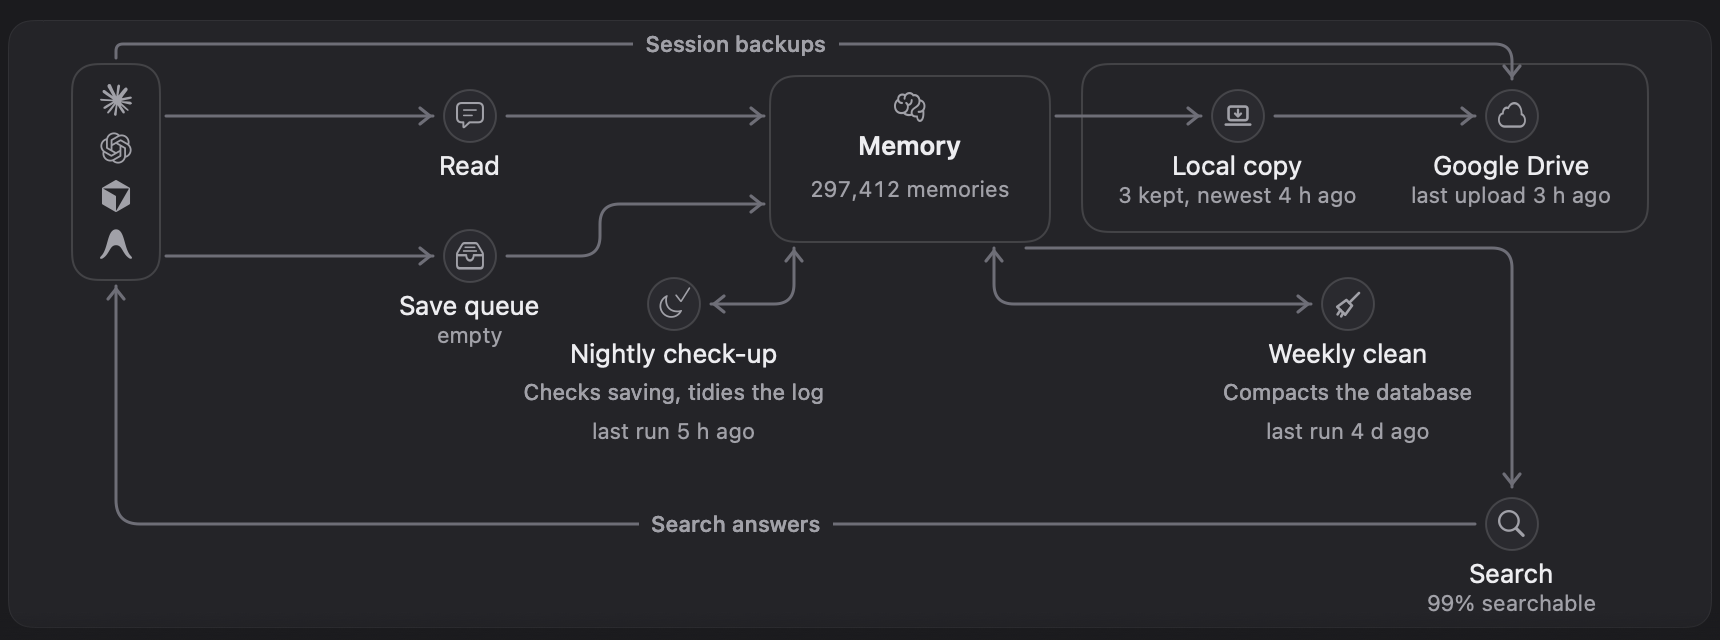 Session backups
Read
Memory
297,412 memories
Local copy
3 kept, newest 4 h ago
Google Drive
last upload 3 h ago
Save queue
empty
Nightly check-up
Checks saving, tidies the log
last run 5 h ago
Weekly clean
Compacts the database
last run 4 d ago
Search answers
Search
99% searchable